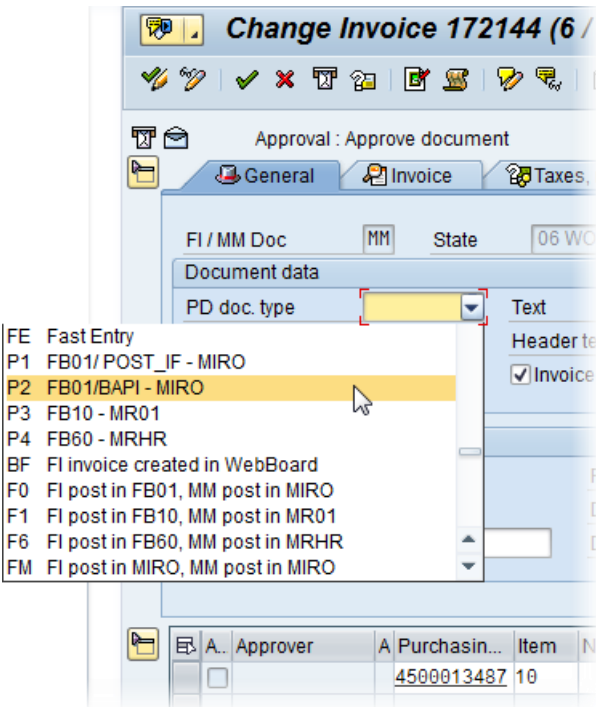 Change Invoice 172144 (6 /
Approval : Approve document
General Invoice Taxes,
FI / MM Doc MM State 06 WO
Document data
PD doc. type Text
Header te
Invoice
FE Fast Entry
P1 FB01/ POST_IF - MIRO
P2 FB01/BAPI - MIRO
P3 FB10 - MR01
P4 FB60 - MRHR
BF FI invoice created in WebBoard
F0 FI post in FB01, MM post in MIRO
F1 FI post in FB10, MM post in MR01
F6 FI post in FB60, MM post in MRHR
FM FI post in MIRO, MM post in MIRO
A.. Approver A Purchasin... Item N
4500013487 10